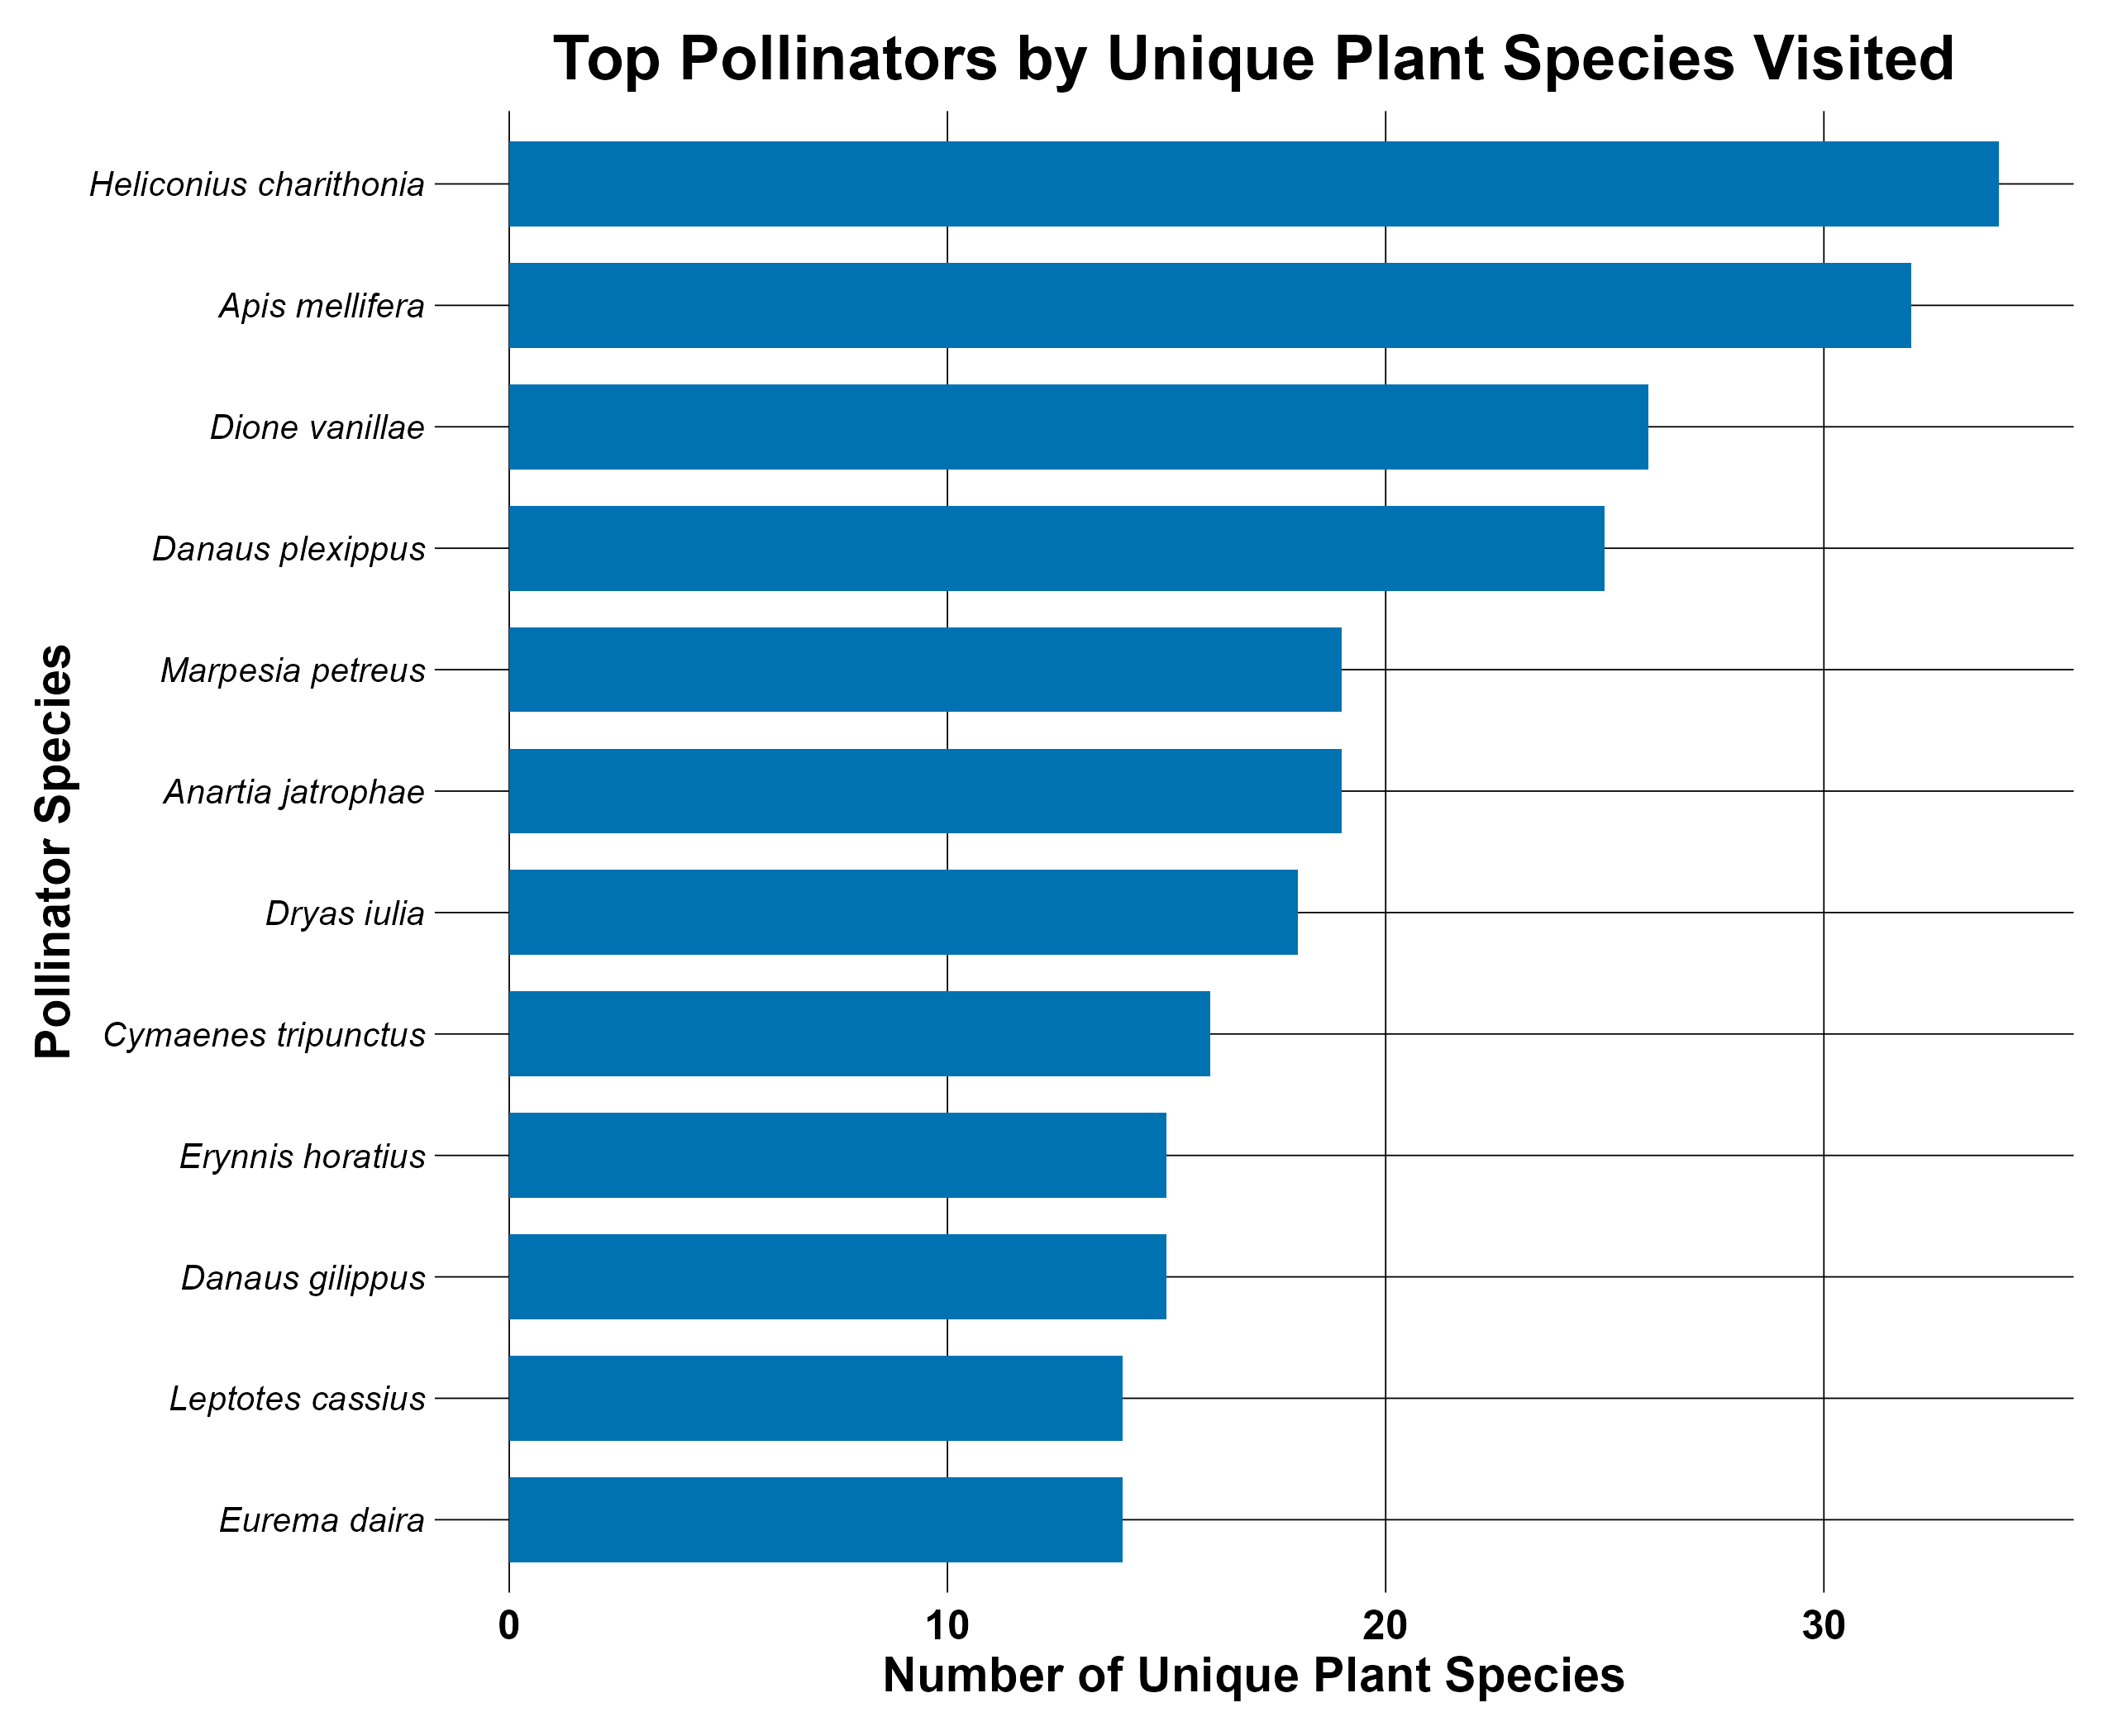 Top Pollinators by Unique Plant Species Visited
Pollinator Species
Heliconius charithonia
Apis mellifera
Dione vanillae
Danaus plexippus
Marpesia petreus
Anartia jatrophae
Dryas iulia
Cymaenes tripunctus
Erynnis horatius
Danaus gilippus
Leptotes cassius
Eurema daira
0 10 20 30
Number of Unique Plant Species